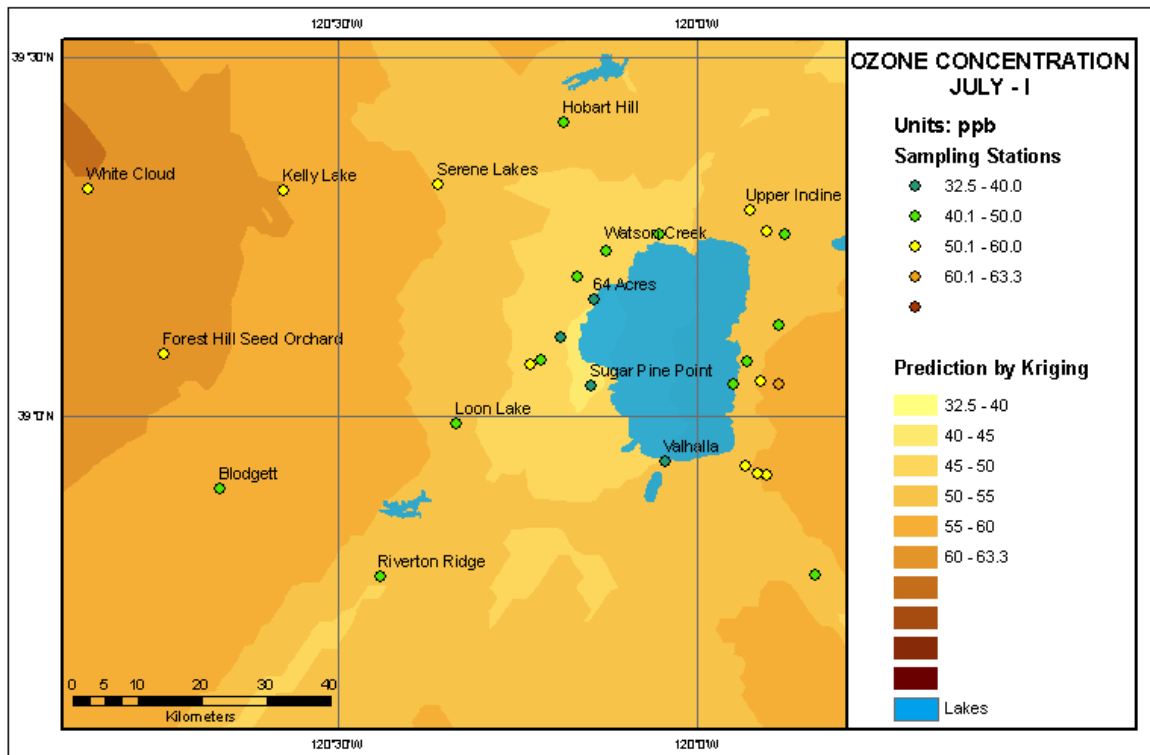 120°30'W 120°0'W
39°30'N
OZONE CONCENTRATION
JULY - I
Units: ppb
Sampling Stations
32.5 - 40.0
40.1 - 50.0
50.1 - 60.0
60.1 - 63.3
Prediction by Kriging
32.5 - 40
40 - 45
45 - 50
50 - 55
55 - 60
60 - 63.3
Lakes
Hobart Hill
White Cloud
Kelly Lake
Serene Lakes
Upper Incline
Watson Creek
64 Acres
Forest Hill Seed Orchard
Sugar Pine Point
39°0'N
Loon Lake
Valhalla
Blodgett
Riverton Ridge
0 5 10 20 30 40
Kilometers
120°30'W 120°0'W